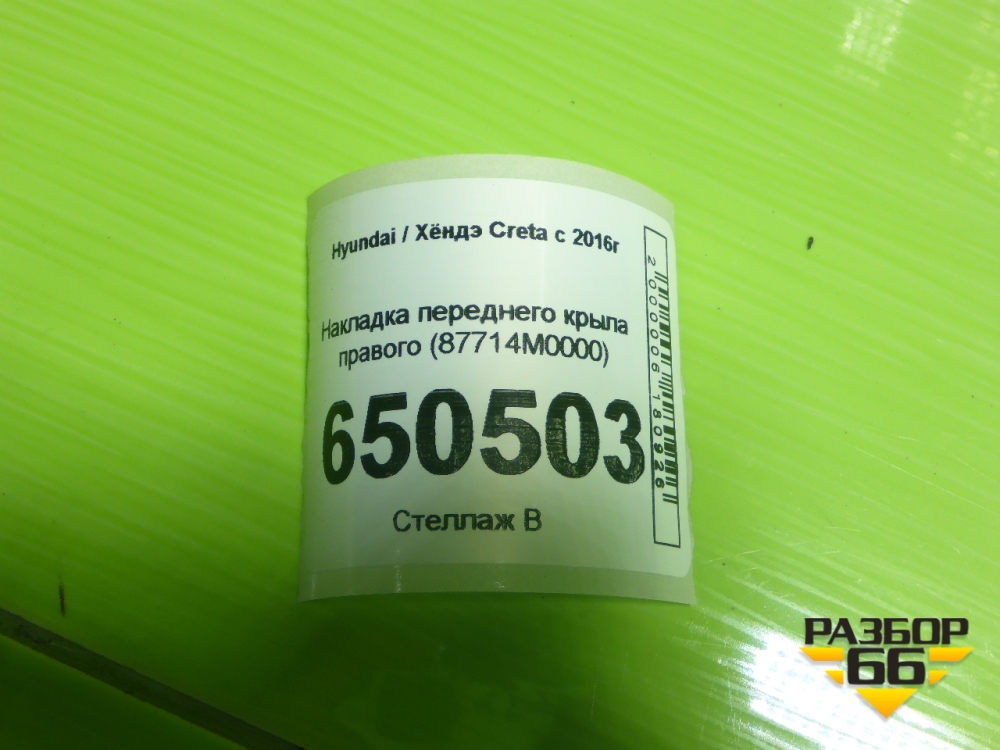 Hyundai / Хёндэ Creta с 2016г
Накладка переднего крыла
правого (87714M0000)
650503
Стеллаж В
2000006180926
РАЗБОР
66